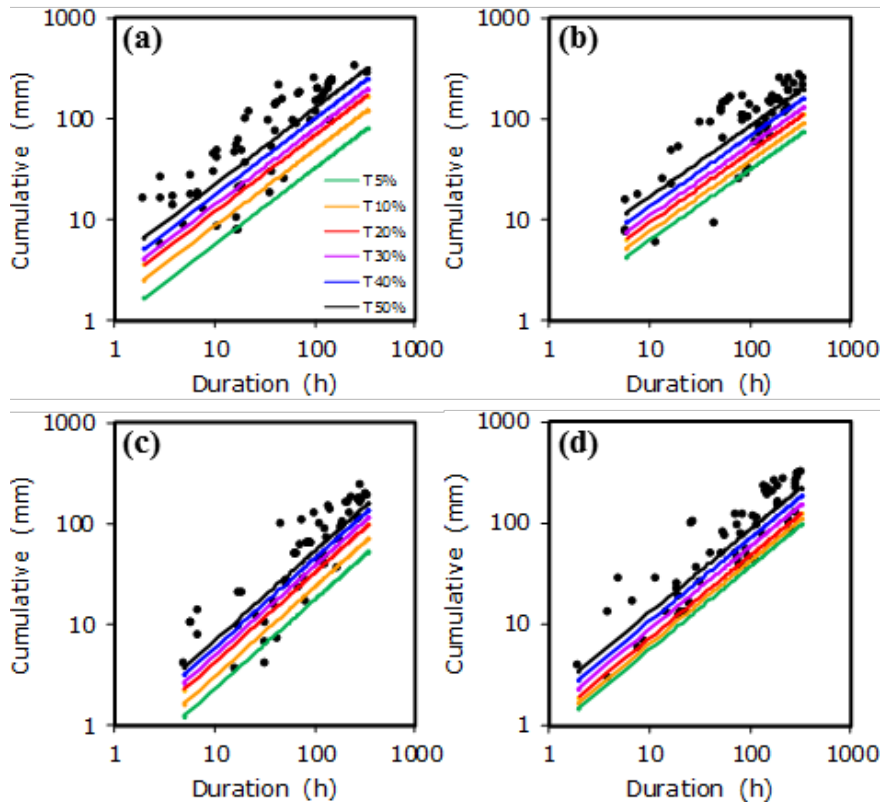 (a)
1000
100
10
1
Cumulative (mm)
T5%
T10%
T20%
T30%
T40%
T50%
1 10 100 1000
Duration (h)
(b)
1000
100
10
1
Cumulative (mm)
1 10 100 1000
Duration (h)
(c)
1000
100
10
1
Cumulative (mm)
1 10 100 1000
Duration (h)
(d)
1000
100
10
1
Cumulative (mm)
1 10 100 1000
Duration (h)